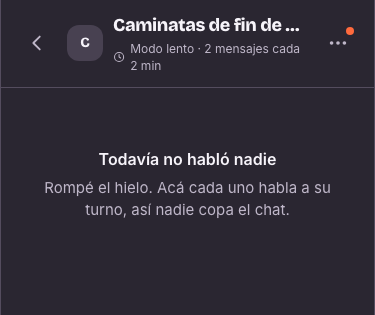 Caminatas de fin de ...
C
Modo lento · 2 mensajes cada
2 min
Todavía no habló nadie
Rompé el hielo. Acá cada uno habla a su
turno, así nadie copa el chat.